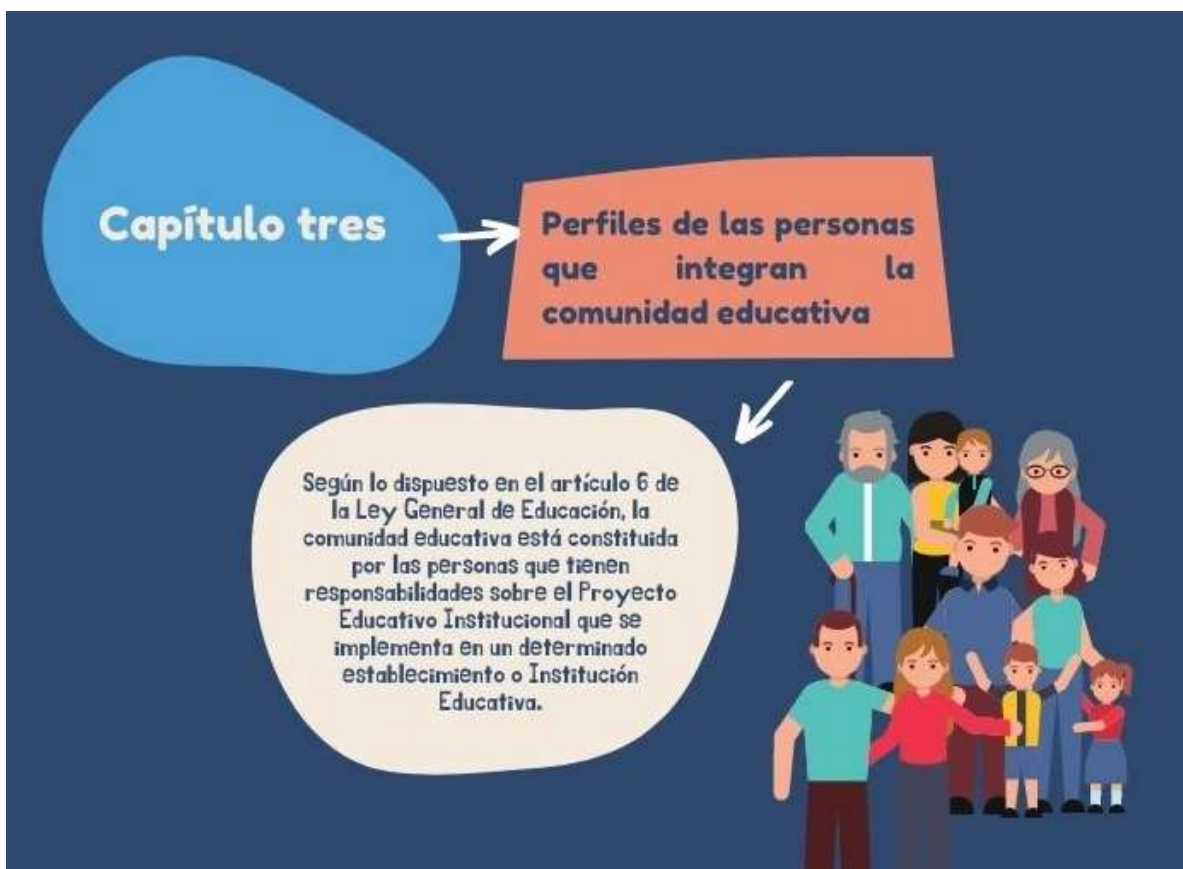 Capítulo tres
Perfiles de las personas
que integran la
comunidad educativa
Según lo dispuesto en el artículo 6 de
la Ley General de Educación, la
comunidad educativa está constituida
por las personas que tienen
responsabilidades sobre el Proyecto
Educativo Institucional que se
implementa en un determinado
establecimiento o Institución
Educativa.